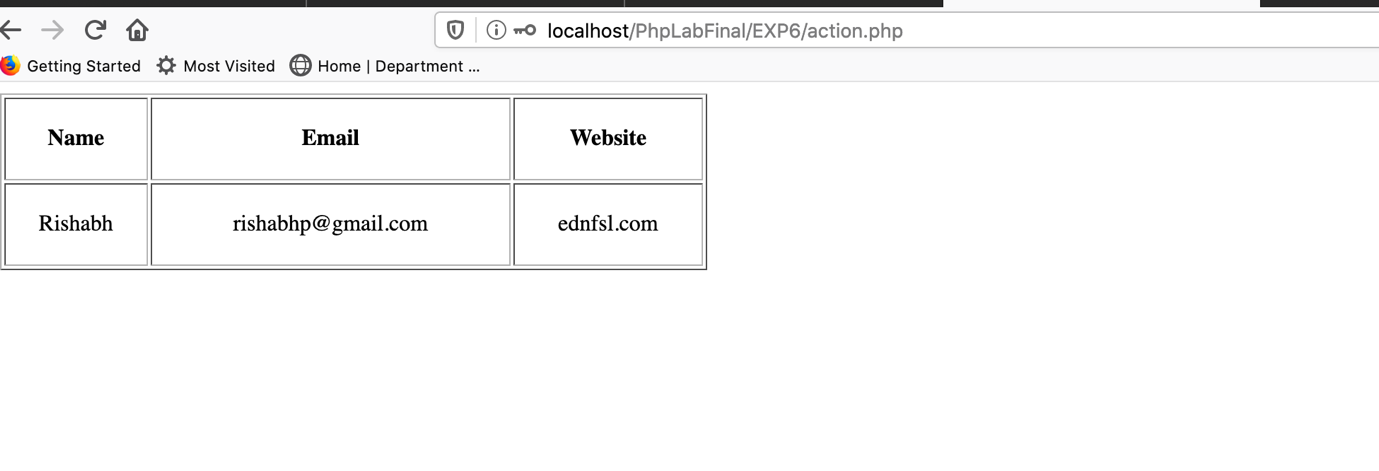 localhost/PhpLabFinal/EXP6/action.php
Getting Started Most Visited Home | Department ...
Name Email Website
Rishabh rishabhp@gmail.com ednfsl.com